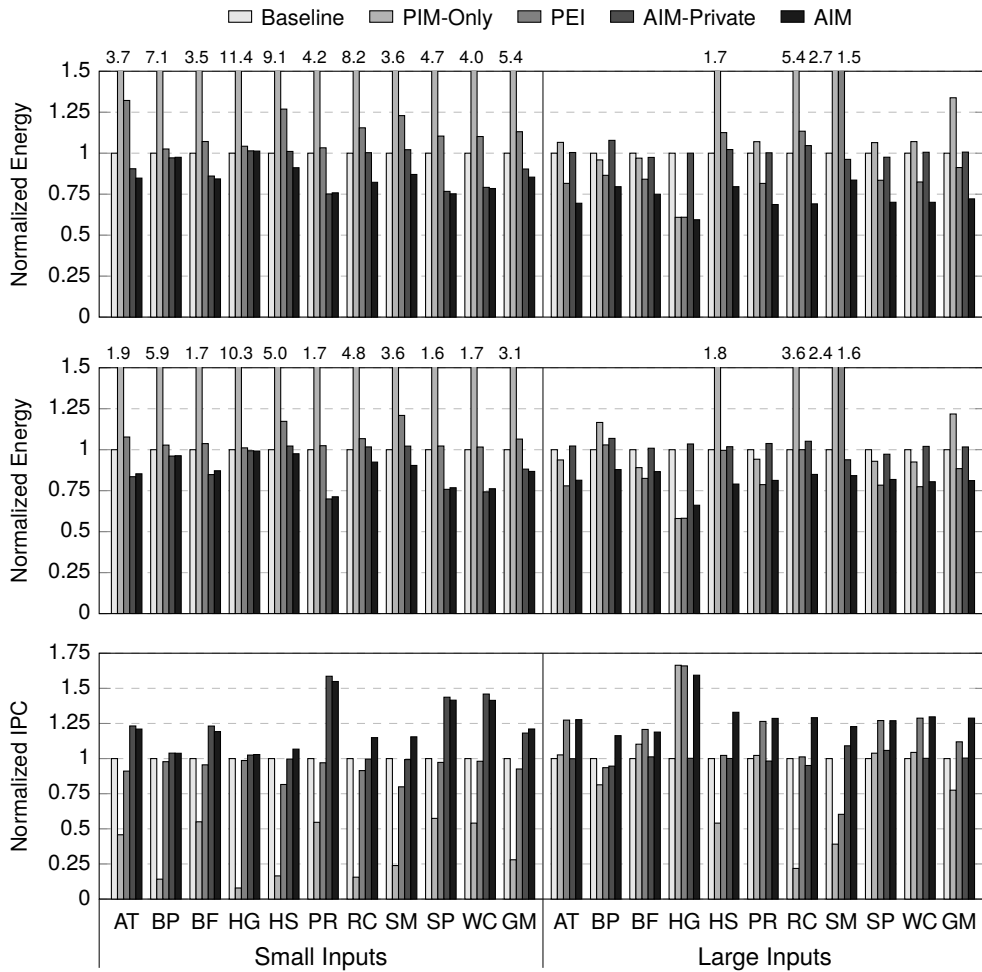 Baseline PIM-Only PEI AIM-Private AIM
3.7 7.1 3.5 11.4 9.1 4.2 8.2 3.6 4.7 4.0 5.4 1.7 5.4 2.7 1.5
Normalized Energy
1.5
1.25
1
0.75
0.5
0.25
0
1.9 5.9 1.7 10.3 5.0 1.7 4.8 3.6 1.6 1.7 3.1 1.8 3.6 2.4 1.6
Normalized Energy
1.5
1.25
1
0.75
0.5
0.25
0
Normalized IPC
1.75
1.5
1.25
1
0.75
0.5
0.25
0
AT BP BF HG HS PR RC SM SP WC GM AT BP BF HG HS PR RC SM SP WC GM
Small Inputs Large Inputs